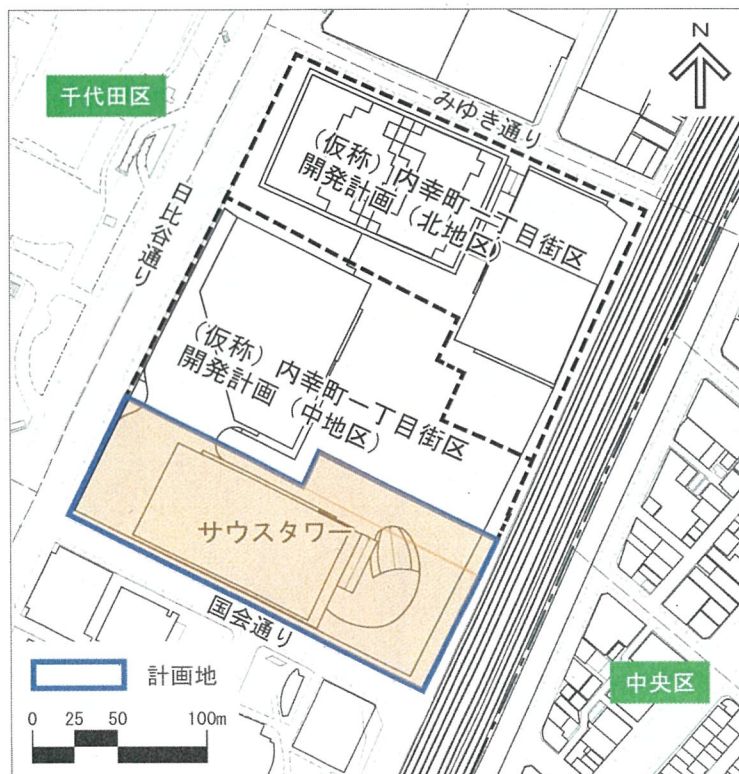 N
千代田区
みゆき通り
(仮称) 内幸町一丁目街区
開発計画 (北地区)
日比谷通り
(仮称) 内幸町一丁目街区
開発計画 (中地区)
サウスタワー
国会通り
計画地
中央区
0 25 50 100m